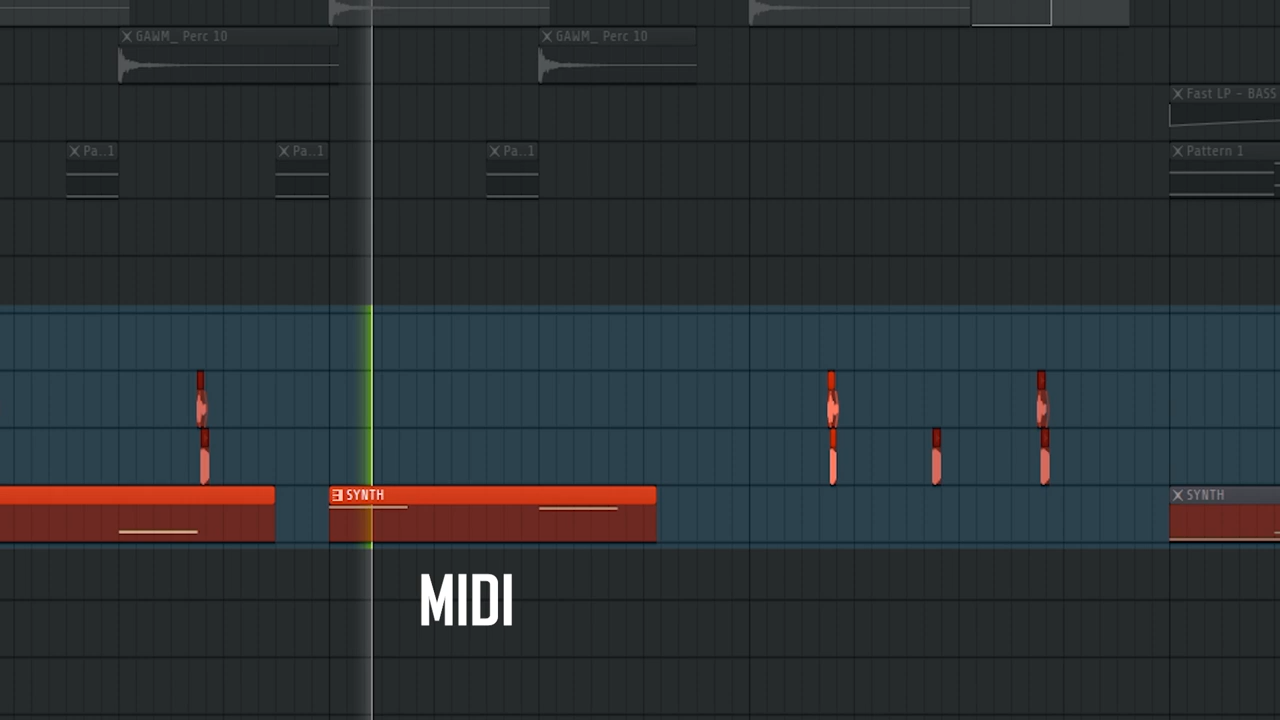 GAWM_ Perc 10
GAWM_ Perc 10
Fast LP - BASS
Pa..1
Pa..1
Pa..1
Pattern 1
SYNTH
SYNTH
MIDI